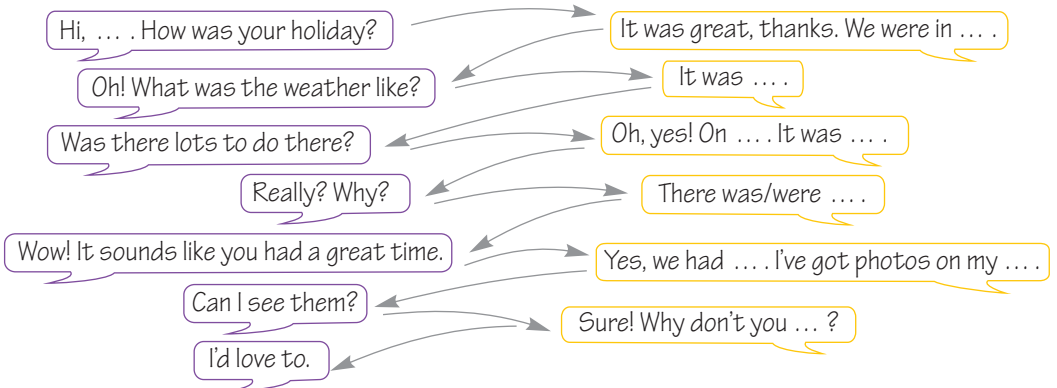 Hi, ... . How was your holiday?
It was great, thanks. We were in ... .
Oh! What was the weather like?
It was ... .
Was there lots to do there?
Oh, yes! On ... . It was ... .
Really? Why?
There was/were ... .
Wow! It sounds like you had a great time.
Yes, we had ... . I've got photos on my ... .
Can I see them?
Sure! Why don't you ... ?
I'd love to.